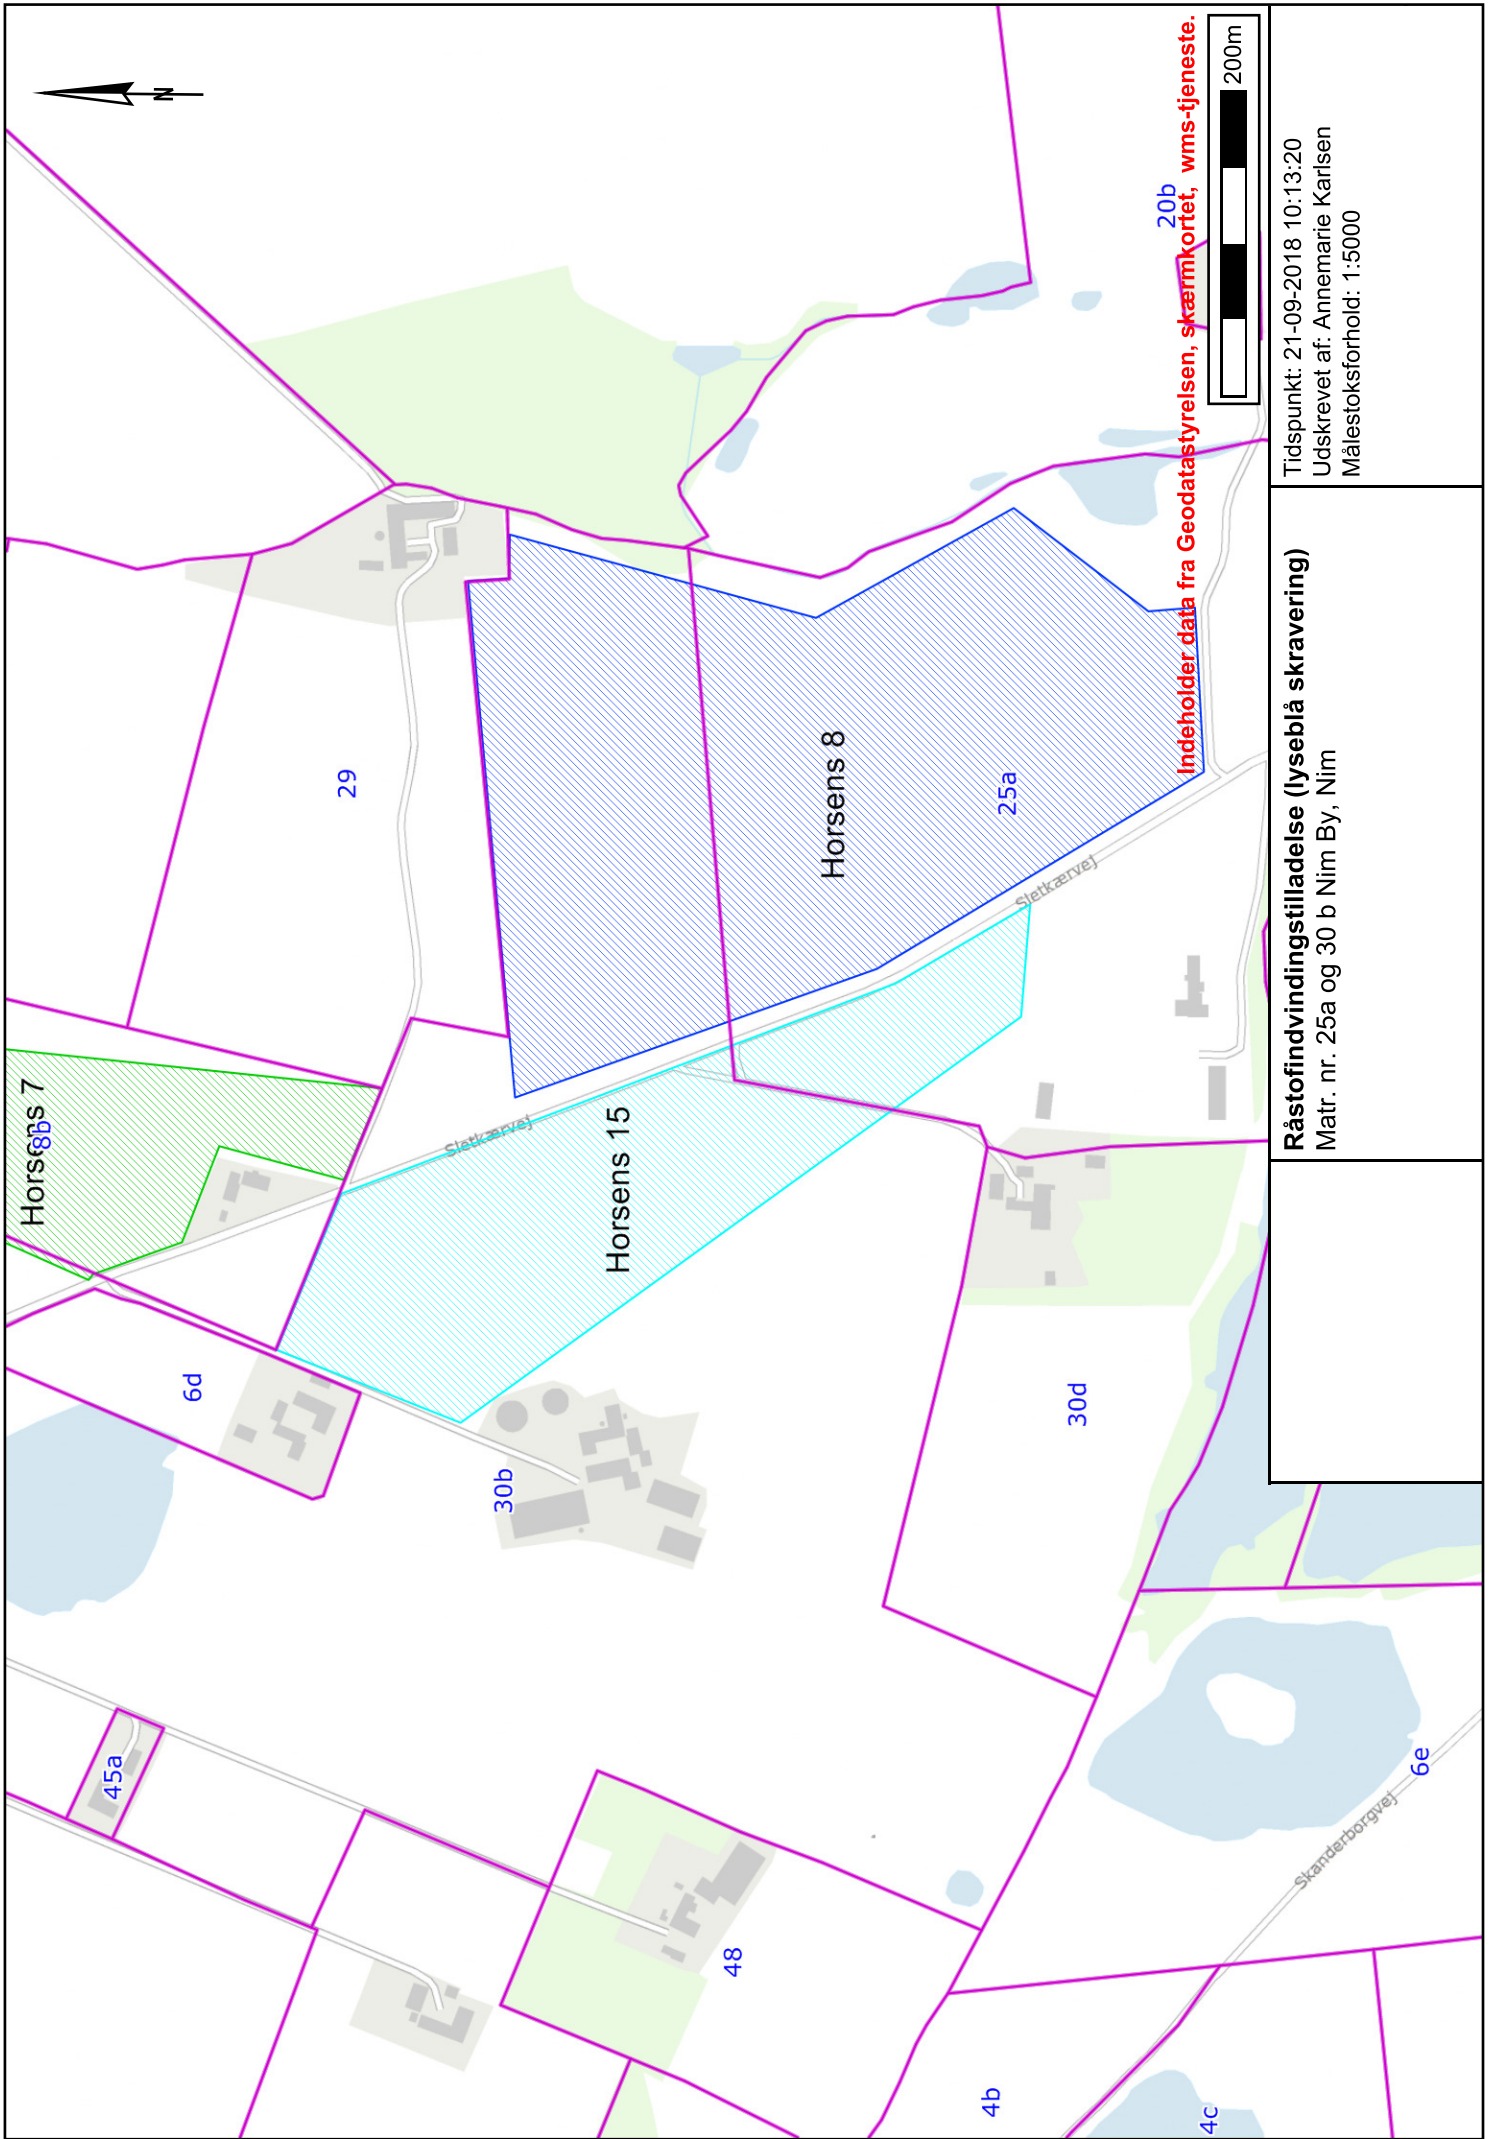 N
45a
6d
Horsens 7
8b
29
30b
Sletkærvej
Horsens 15
48
Horsens 8
Sletkærvej
25a
4b
30d
4c
Skanderborgvej
6e
20b
Indeholder data fra Geodatastyrelsen, skærmkortet, wms-tjeneste.
200m
Råstofindvindingstilladelse (lyseblå skravering)
Matr. nr. 25a og 30 b Nim By, Nim
Tidspunkt: 21-09-2018 10:13:20
Udskrevet af: Annemarie Karlsen
Målestoksforhold: 1:5000